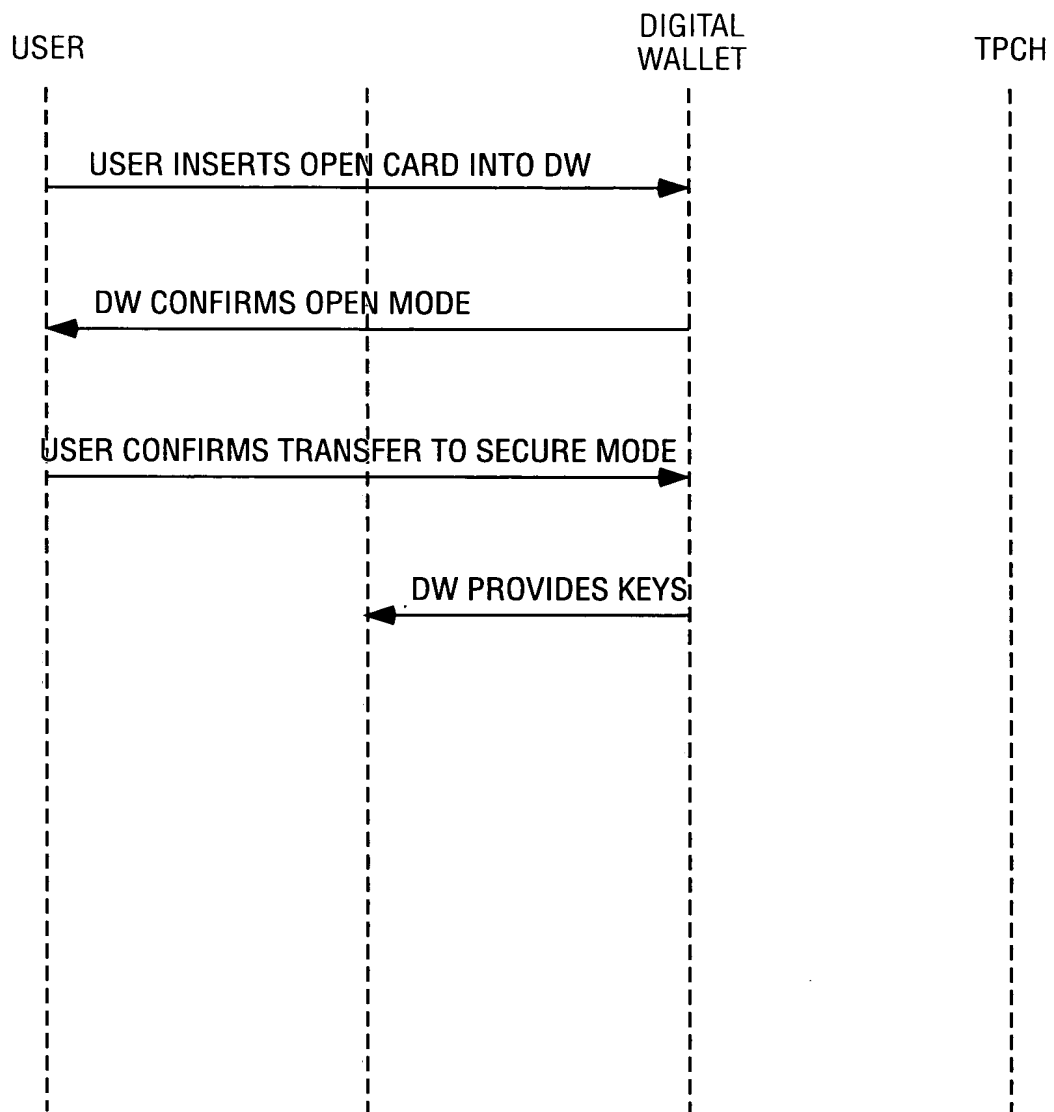 USER
DIGITAL
WALLET
TPCH
USER INSERTS OPEN CARD INTO DW
DW CONFIRMS OPEN MODE
USER CONFIRMS TRANSFER TO SECURE MODE
DW PROVIDES KEYS